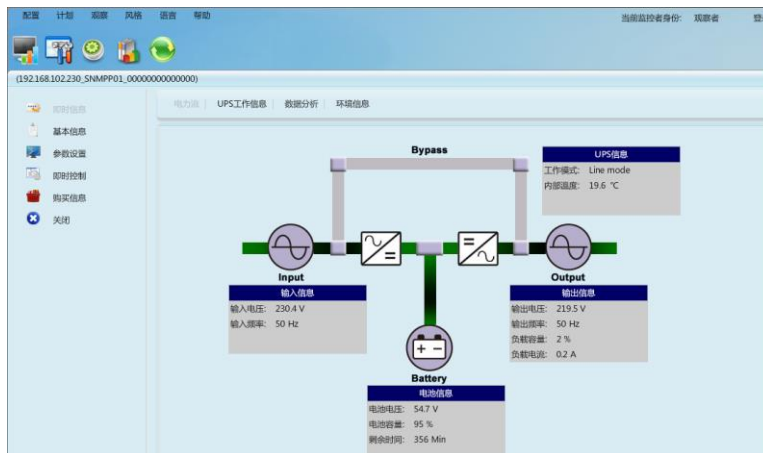 配置 计划 观察 风格 语言 帮助
当前监控者身份: 观察者
(192.168.102.230_SNMPP01_00000000000000)
即时信息
基本信息
参数设置
即时控制
购买信息
关闭
电力流 UPS工作信息 数据分析 环境信息
Bypass
UPS信息
工作模式: Line mode
内部温度: 19.6 °C
Input
Output
输入信息
输入电压: 230.4 V
输入频率: 50 Hz
输出信息
输出电压: 219.5 V
输出频率: 50 Hz
负载容量: 2 %
负载电流: 0.2 A
Battery
电池信息
电池电压: 54.7 V
电池容量: 95 %
剩余时间: 356 Min